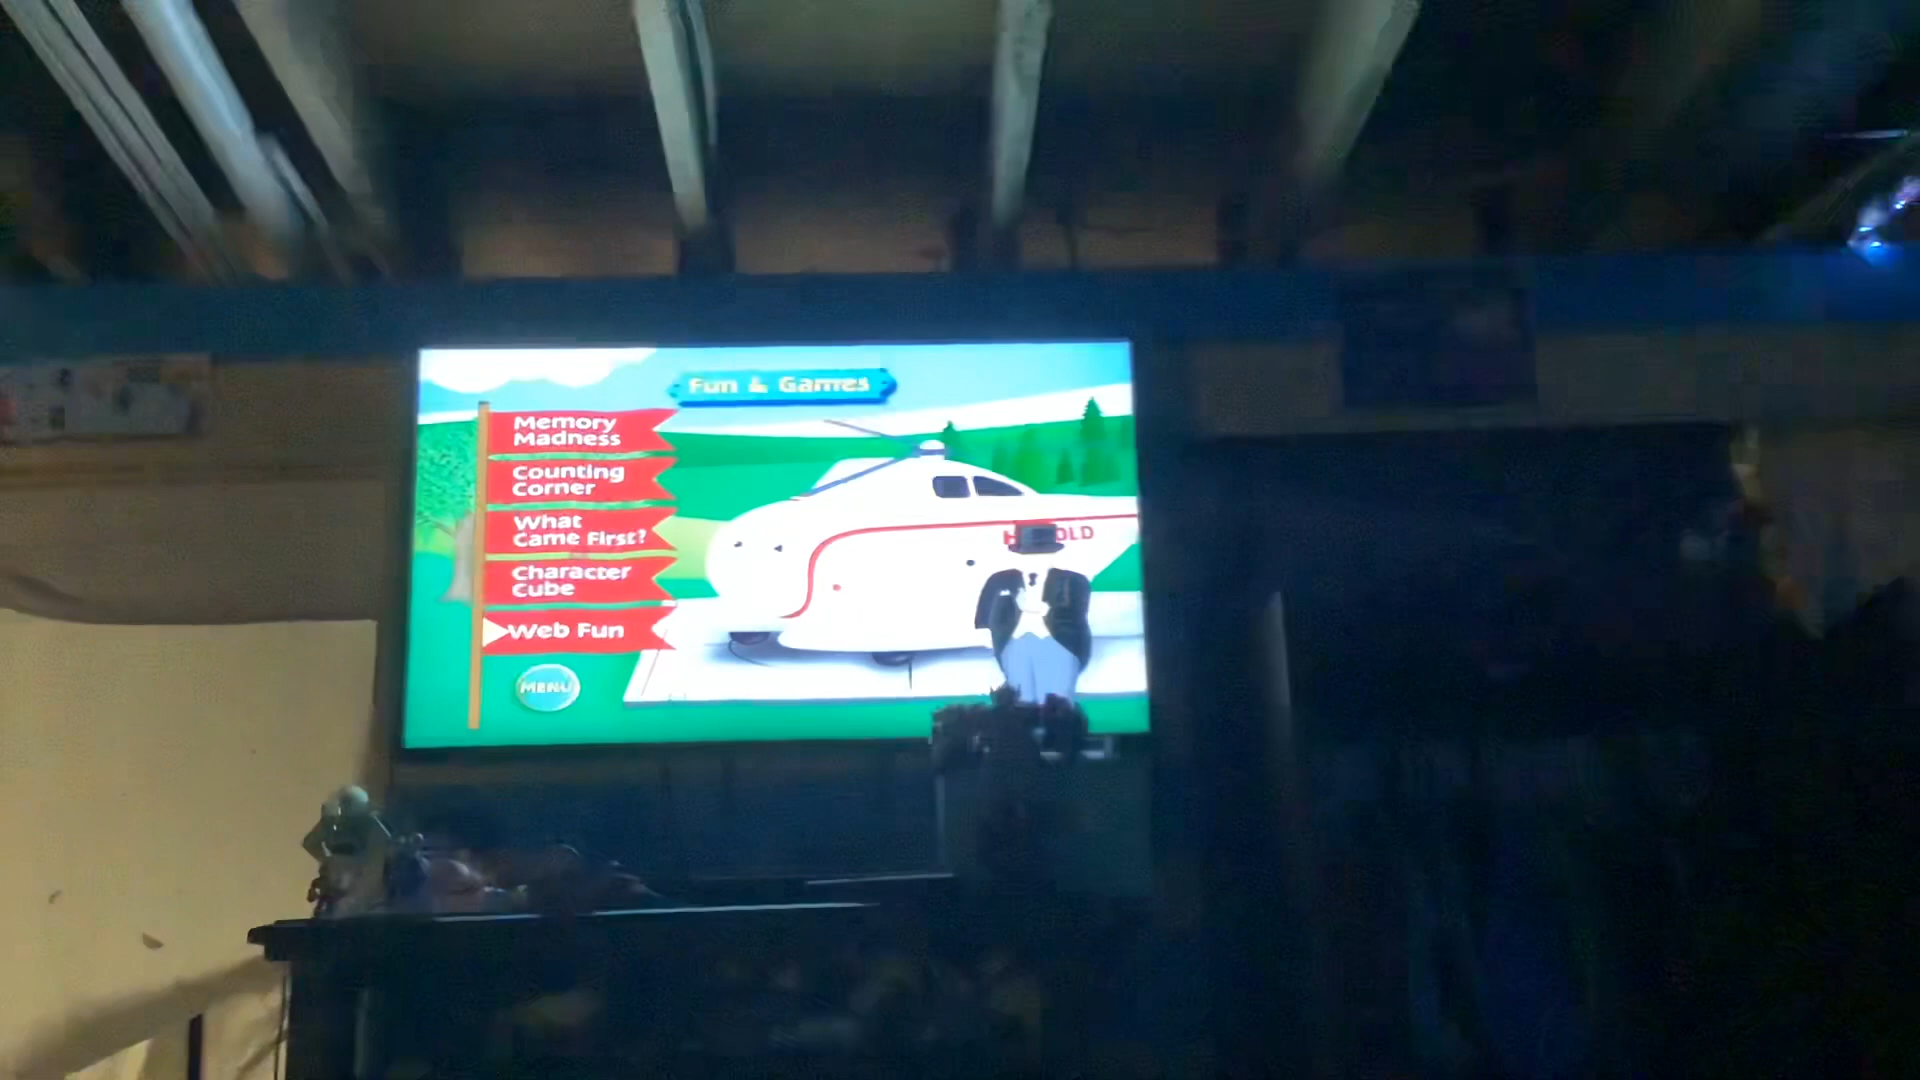 Fun & Games
Memory
Madness
Counting
Corner
What
Came First?
Character
Cube
Web Fun
MENU